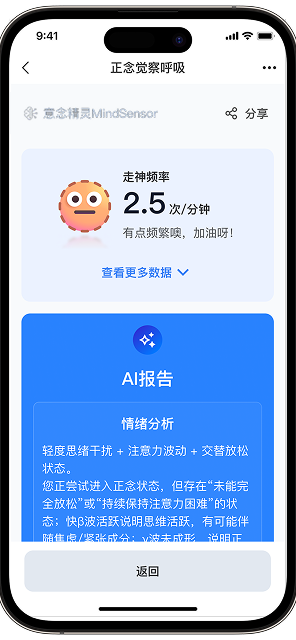 9:41
正念觉察呼吸
意念精灵MindSensor
分享
走神频率
2.5 次/分钟
有点频繁噢，加油呀！
查看更多数据
AI报告
情绪分析
轻度思绪干扰 + 注意力波动 + 交替放松
状态。
您正尝试进入正念状态，但存在“未能完
全放松”或“持续保持注意力困难”的状
态；快β波活跃说明思维活跃，有可能伴
随焦虑/紧张成分；γ波未成形，说明正
返回